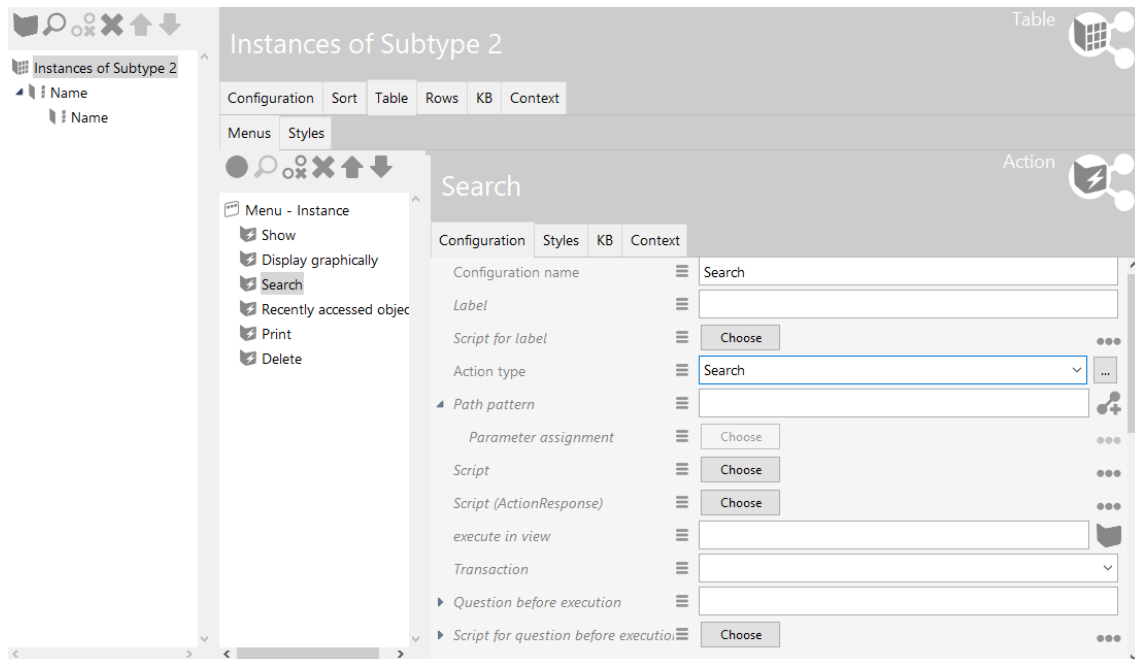 Table
Instances of Subtype 2
Instances of Subtype 2
Name
Name
Configuration Sort Table Rows KB Context
Menus Styles
Action
Search
Menu - Instance
Show
Display graphically
Search
Recently accessed objec
Print
Delete
Configuration Styles KB Context
Configuration name Search
Label
Script for label Choose
Action type Search ...
Path pattern
Parameter assignment Choose
Script Choose
Script (ActionResponse) Choose
execute in view
Transaction
Question before execution
Script for question before execution Choose